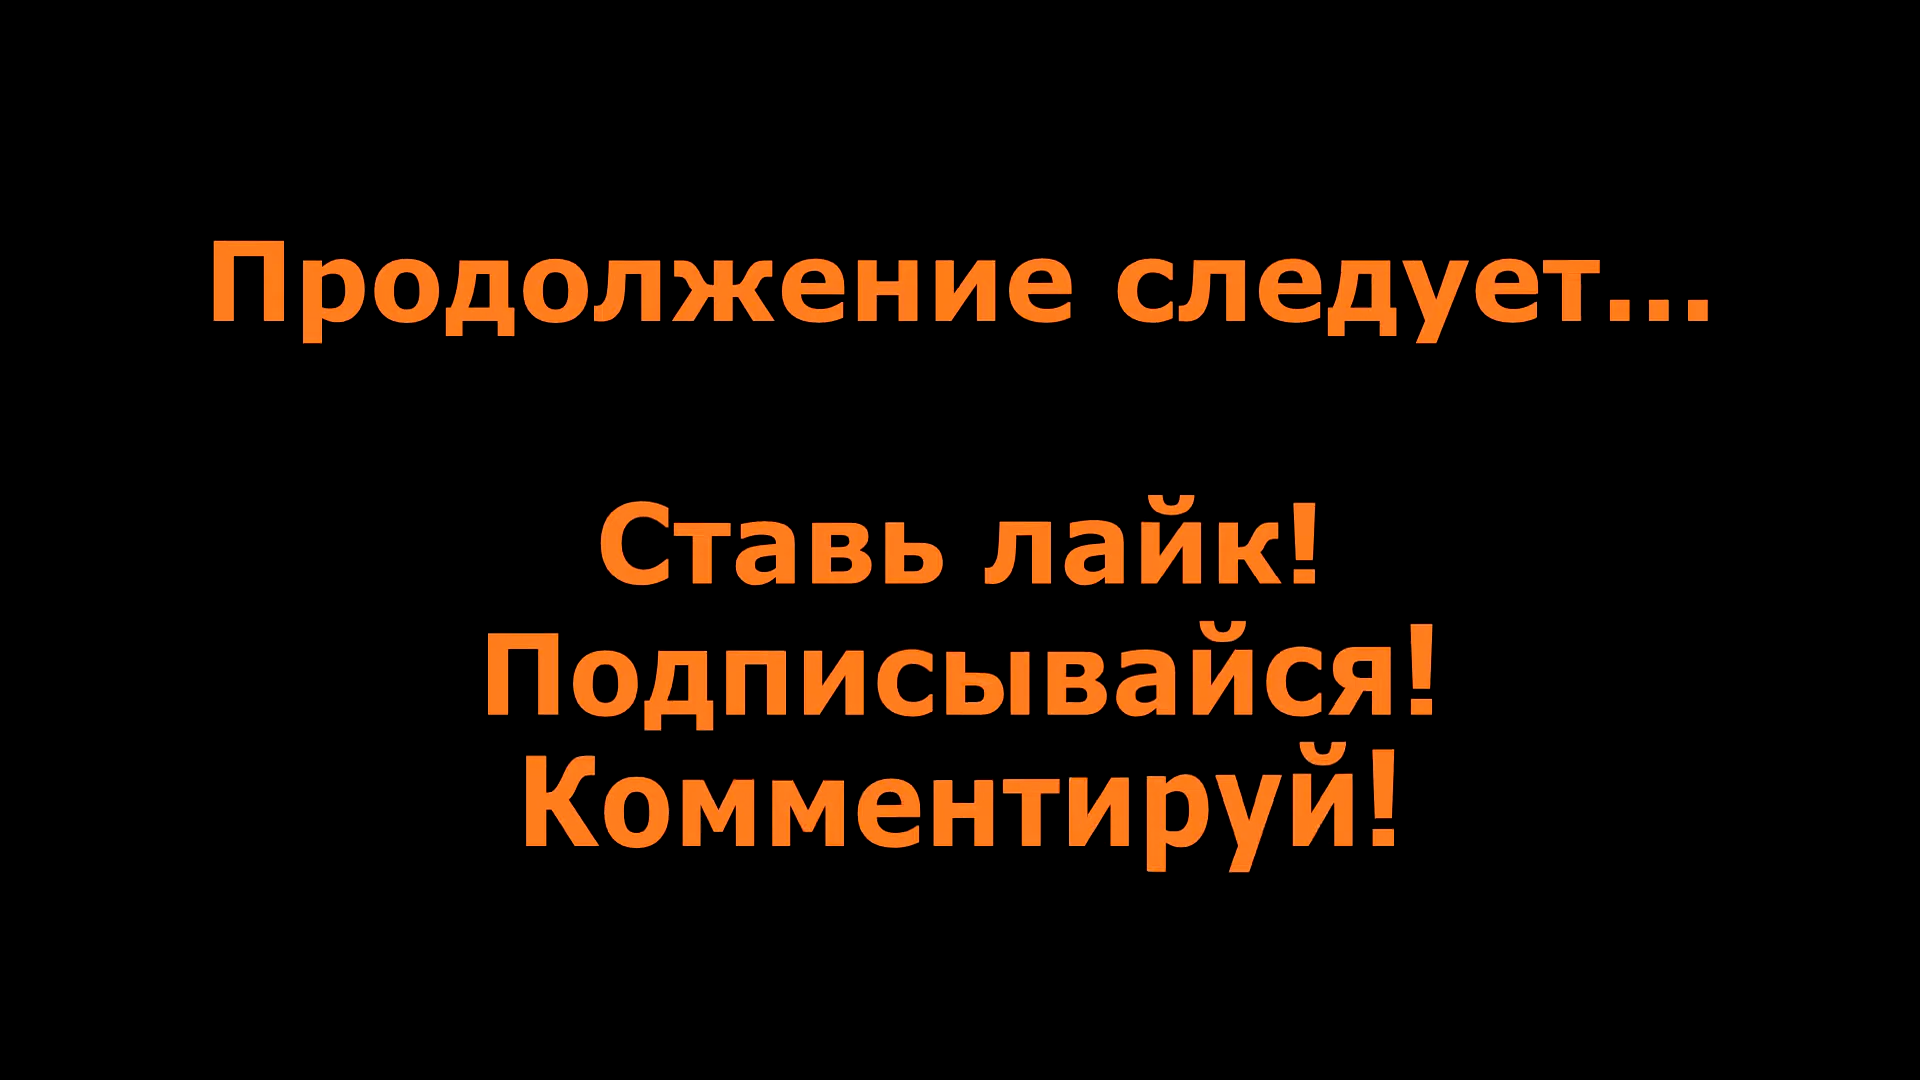 Продолжение следует...
Ставь лайк!
Подписывайся!
Комментируй!